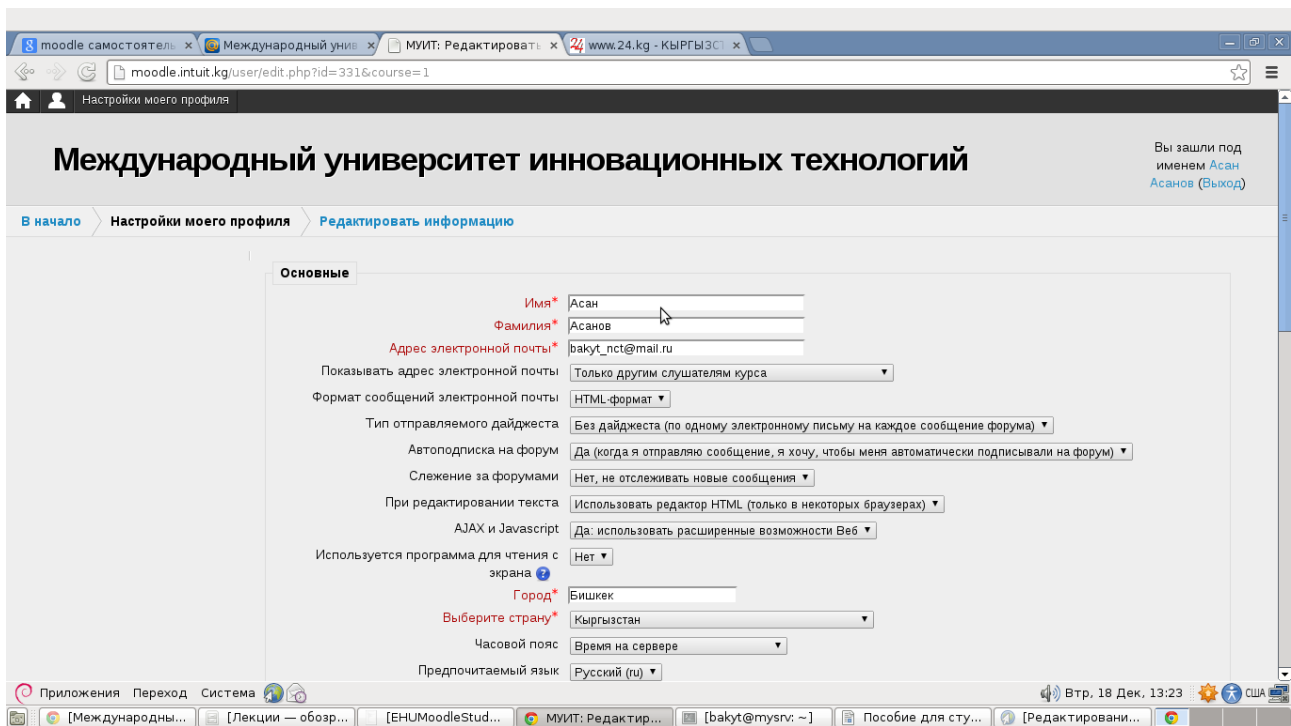 moodle самостоятель
Международный унив
МУИТ: Редактировать
24 www.24.kg - КЫРГЫЗСТ
moodle.intuit.kg/user/edit.php?id=331&course=1
Настройки моего профиля
Международный университет инновационных технологий
Вы зашли под
именем Асан
Асанов (Выход)
В начало Настройки моего профиля Редактировать информацию
Основные
Имя* Асан
Фамилия* Асанов
Адрес электронной почты* bakyt_nct@mail.ru
Показывать адрес электронной почты Только другим слушателям курса
Формат сообщений электронной почты HTML-формат
Тип отправляемого дайджеста Без дайджеста (по одному электронному письму на каждое сообщение форума)
Автоподписка на форум Да (когда я отправляю сообщение, я хочу, чтобы меня автоматически подписывали на форум)
Слежение за форумами Нет, не отслеживать новые сообщения
При редактировании текста Использовать редактор HTML (только в некоторых браузерах)
AJAX и Javascript Да: использовать расширенные возможности Веб
Используется программа для чтения с
экрана ? Нет
Город* Бишкек
Выберите страну* Кыргызстан
Часовой пояс Время на сервере
Предпочитаемый язык Русский (ru)
Приложения Переход Система Втр, 18 Дек, 13:23 США
[Международны... [Лекции — обозр... [EHUMoodleStud... МУИТ: Редактир... [bakyt@mysrv: ~] Пособие для сту... [Редактировани...